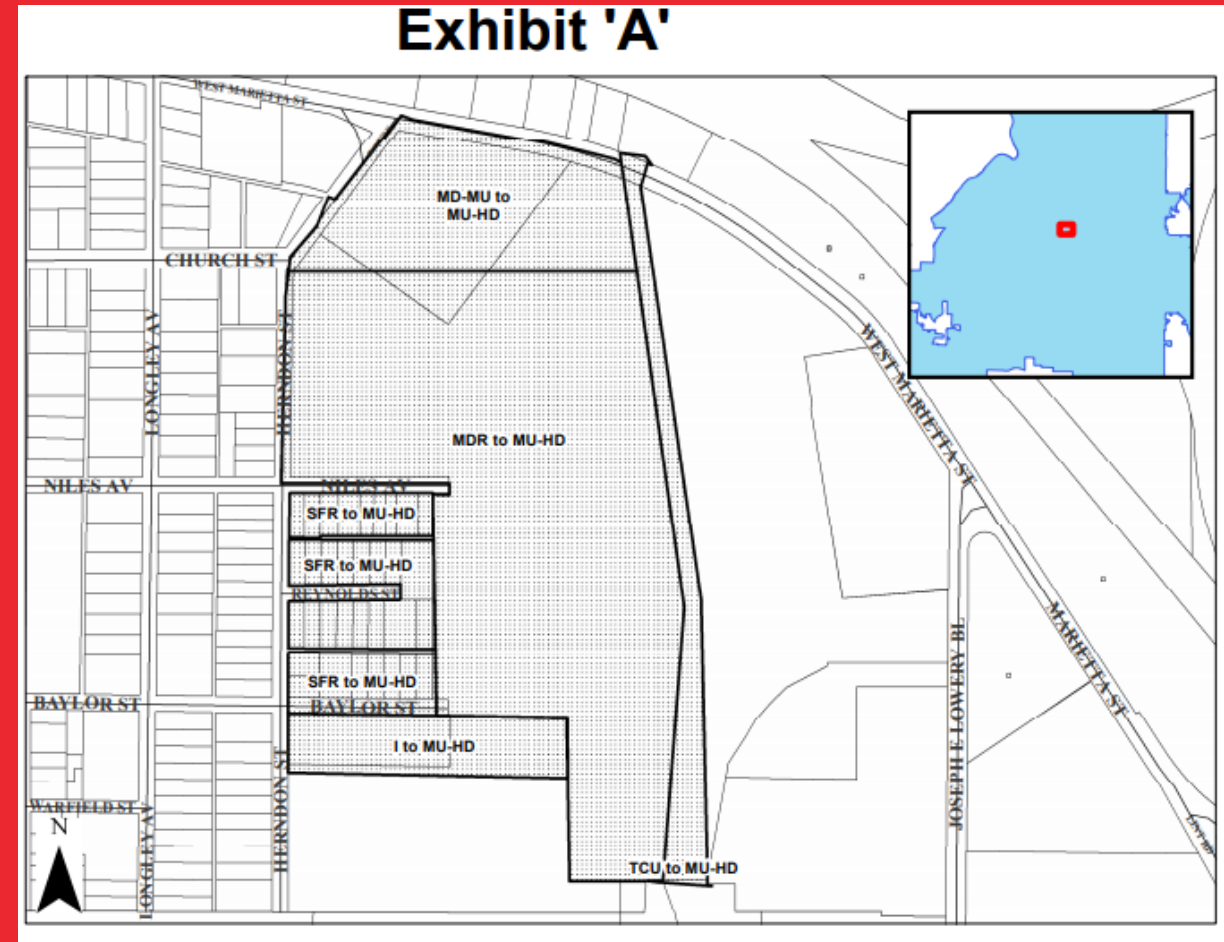 Exhibit 'A'
WEST MARIETTA ST
MD-MU to
MU-HD
CHURCH ST
LONGLEY AV
HERNDON ST
WEST MARIETTA ST
MDR to MU-HD
NILES AV
NILES AV
SFR to MU-HD
SFR to MU-HD
REYNOLDS ST
MARIETTA ST
JOSEPH E LOWERY BL
SFR to MU-HD
BAYLOR ST
BAYLOR ST
I to MU-HD
HERNDON ST
WARFIELD ST
LONGLEY AV
N
TCU to MU-HD